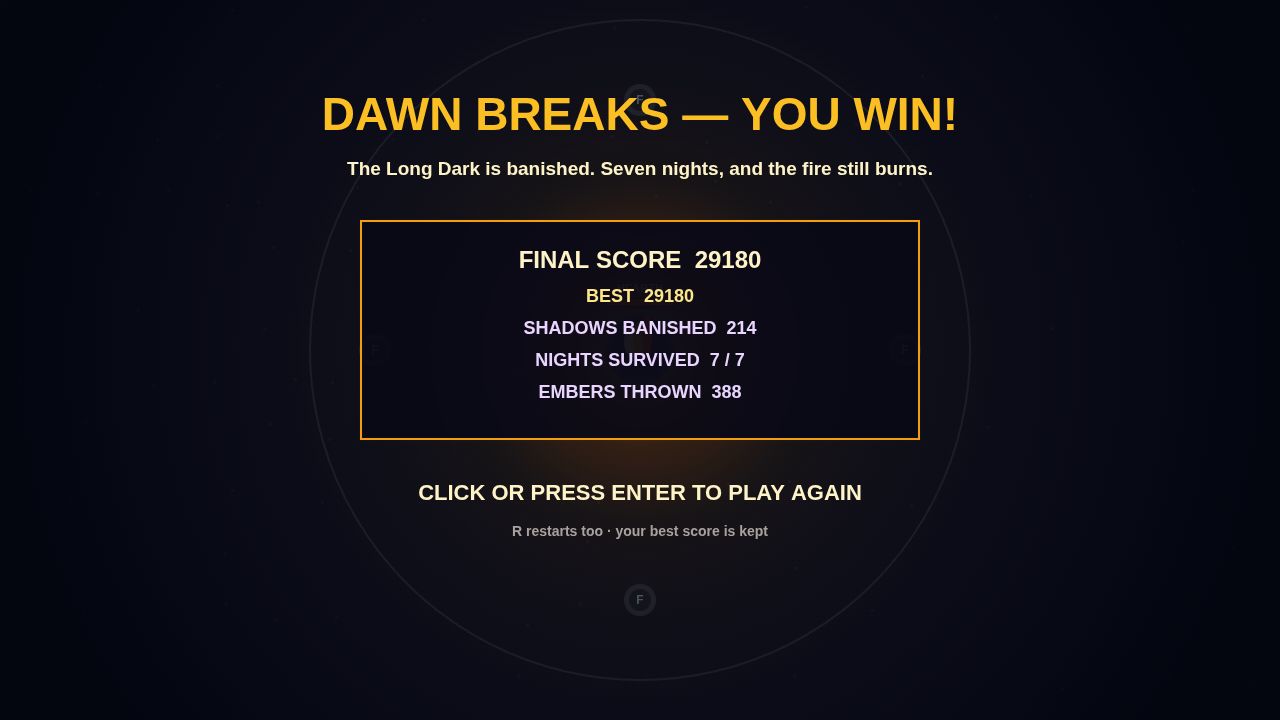 F
DAWN BREAKS — YOU WIN!
The Long Dark is banished. Seven nights, and the fire still burns.
FINAL SCORE 29180
BEST 29180
SHADOWS BANISHED 214
F
F
NIGHTS SURVIVED 7 / 7
EMBERS THROWN 388
CLICK OR PRESS ENTER TO PLAY AGAIN
R restarts too · your best score is kept
F